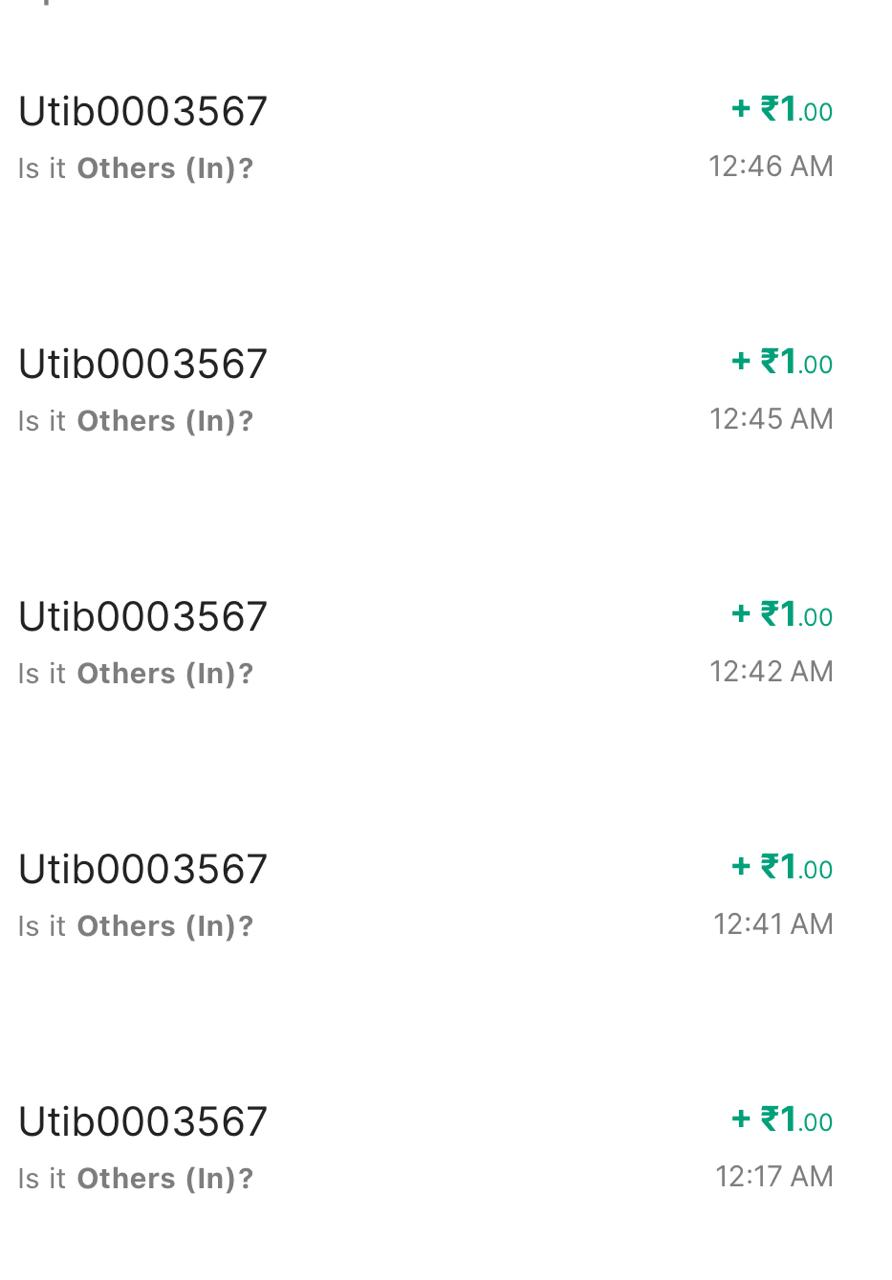 Utib0003567
+ ₹1.00
Is it Others (In)?
12:46 AM
Utib0003567
+ ₹1.00
Is it Others (In)?
12:45 AM
Utib0003567
+ ₹1.00
Is it Others (In)?
12:42 AM
Utib0003567
+ ₹1.00
Is it Others (In)?
12:41 AM
Utib0003567
+ ₹1.00
Is it Others (In)?
12:17 AM